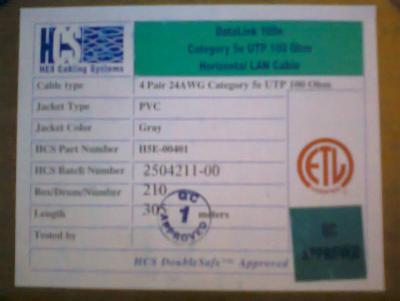 HCS
HCS Cabling Systems
DataLink 100e
Category 5e UTP 100 Ohm
Horizontal LAN Cable
Cable type 4 Pair 24AWG Category 5e UTP 100 Ohm
Jacket Type PVC
Jacket Color Gray
HCS Part Number H5E-00401
HCS Batch Number 2504211-00
Box/Drum/Number 210
Length meters
Tested by
QC
1
APPROVED
ETL
QC
APPROVED
HCS DoubleSafe™ Approved